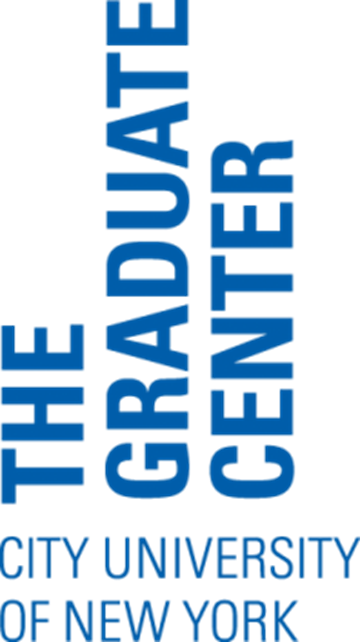 THE
GRADUATE
CENTER
CITY UNIVERSITY
OF NEW YORK